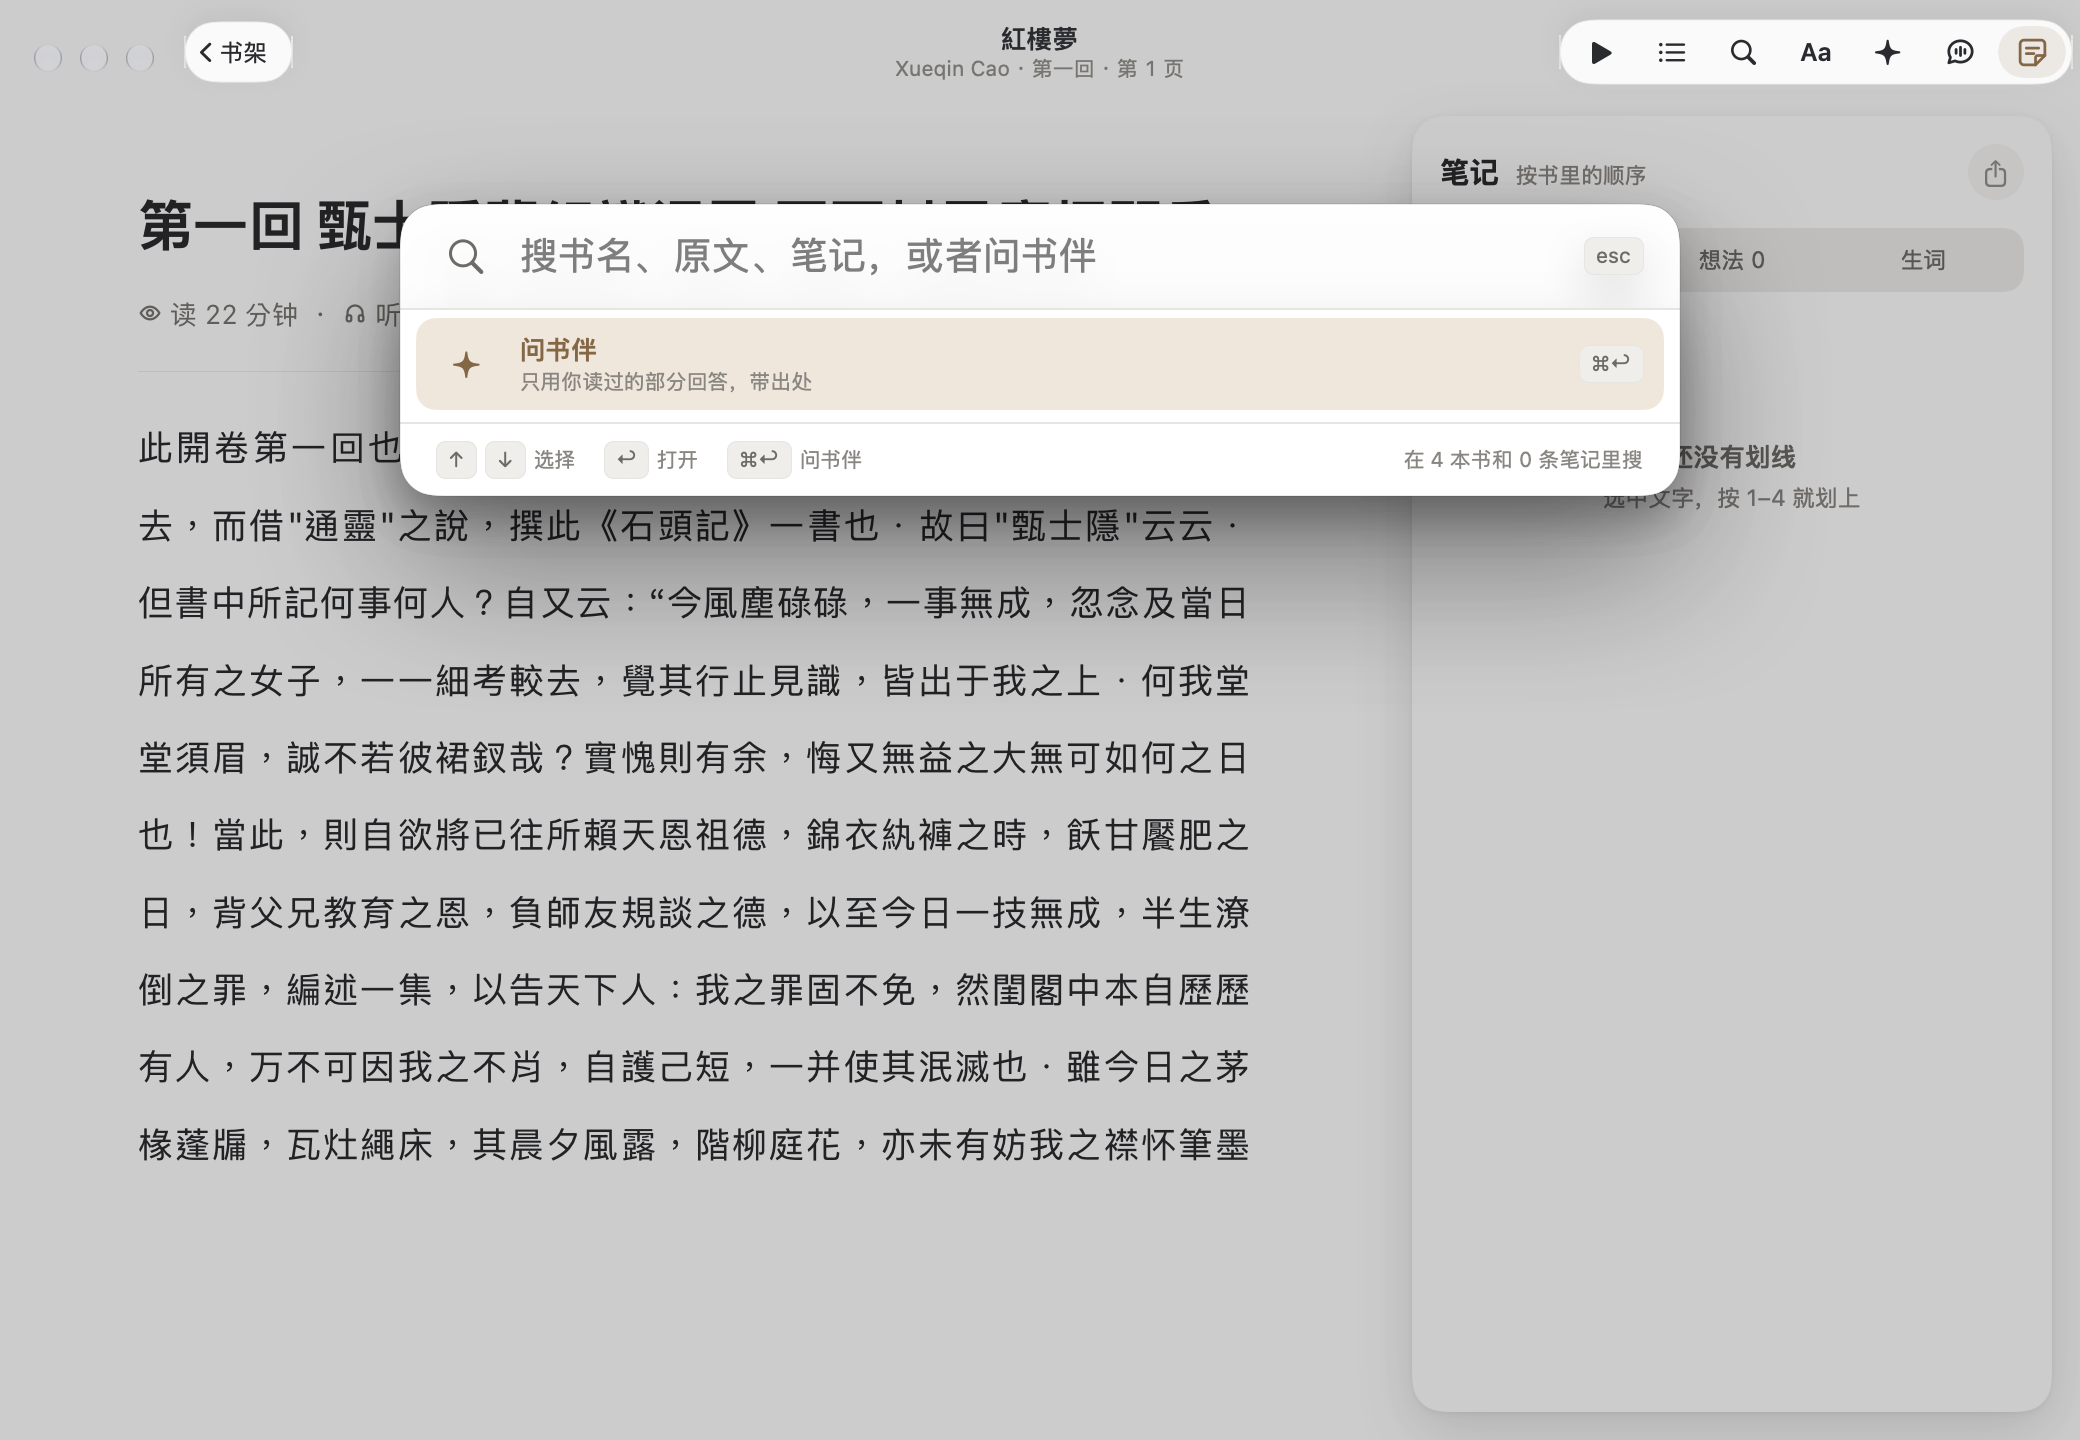 书架
紅樓夢
Xueqin Cao · 第一回 · 第 1 页
Aa
笔记 按书里的顺序
第一回 甄士
搜书名、原文、笔记，或者问书伴
esc
想法 0
生词
读 22 分钟 · 听
问书伴
只用你读过的部分回答，带出处
⌘↩
↑ ↓ 选择 ↩ 打开 ⌘↩ 问书伴
在 4 本书和 0 条笔记里搜
还没有划线
选中文字，按 1–4 就划上
此開卷第一回也
去，而借"通靈"之說，撰此《石頭記》一書也 · 故曰"甄士隱"云云 ·
但書中所記何事何人？自又云：“今風塵碌碌，一事無成，忽念及當日
所有之女子，一一細考較去，覺其行止見識，皆出于我之上 · 何我堂
堂須眉，誠不若彼裙釵哉？實愧則有余，悔又無益之大無可如何之日
也！當此，則自欲將已往所賴天恩祖德，錦衣紈褲之時，飫甘饜肥之
日，背父兄教育之恩，負師友規談之德，以至今日一技無成，半生潦
倒之罪，編述一集，以告天下人：我之罪固不免，然閨閣中本自歷歷
有人，万不可因我之不肖，自護己短，一并使其泯滅也 · 雖今日之茅
椽蓬牖，瓦灶繩床，其晨夕風露，階柳庭花，亦未有妨我之襟怀筆墨